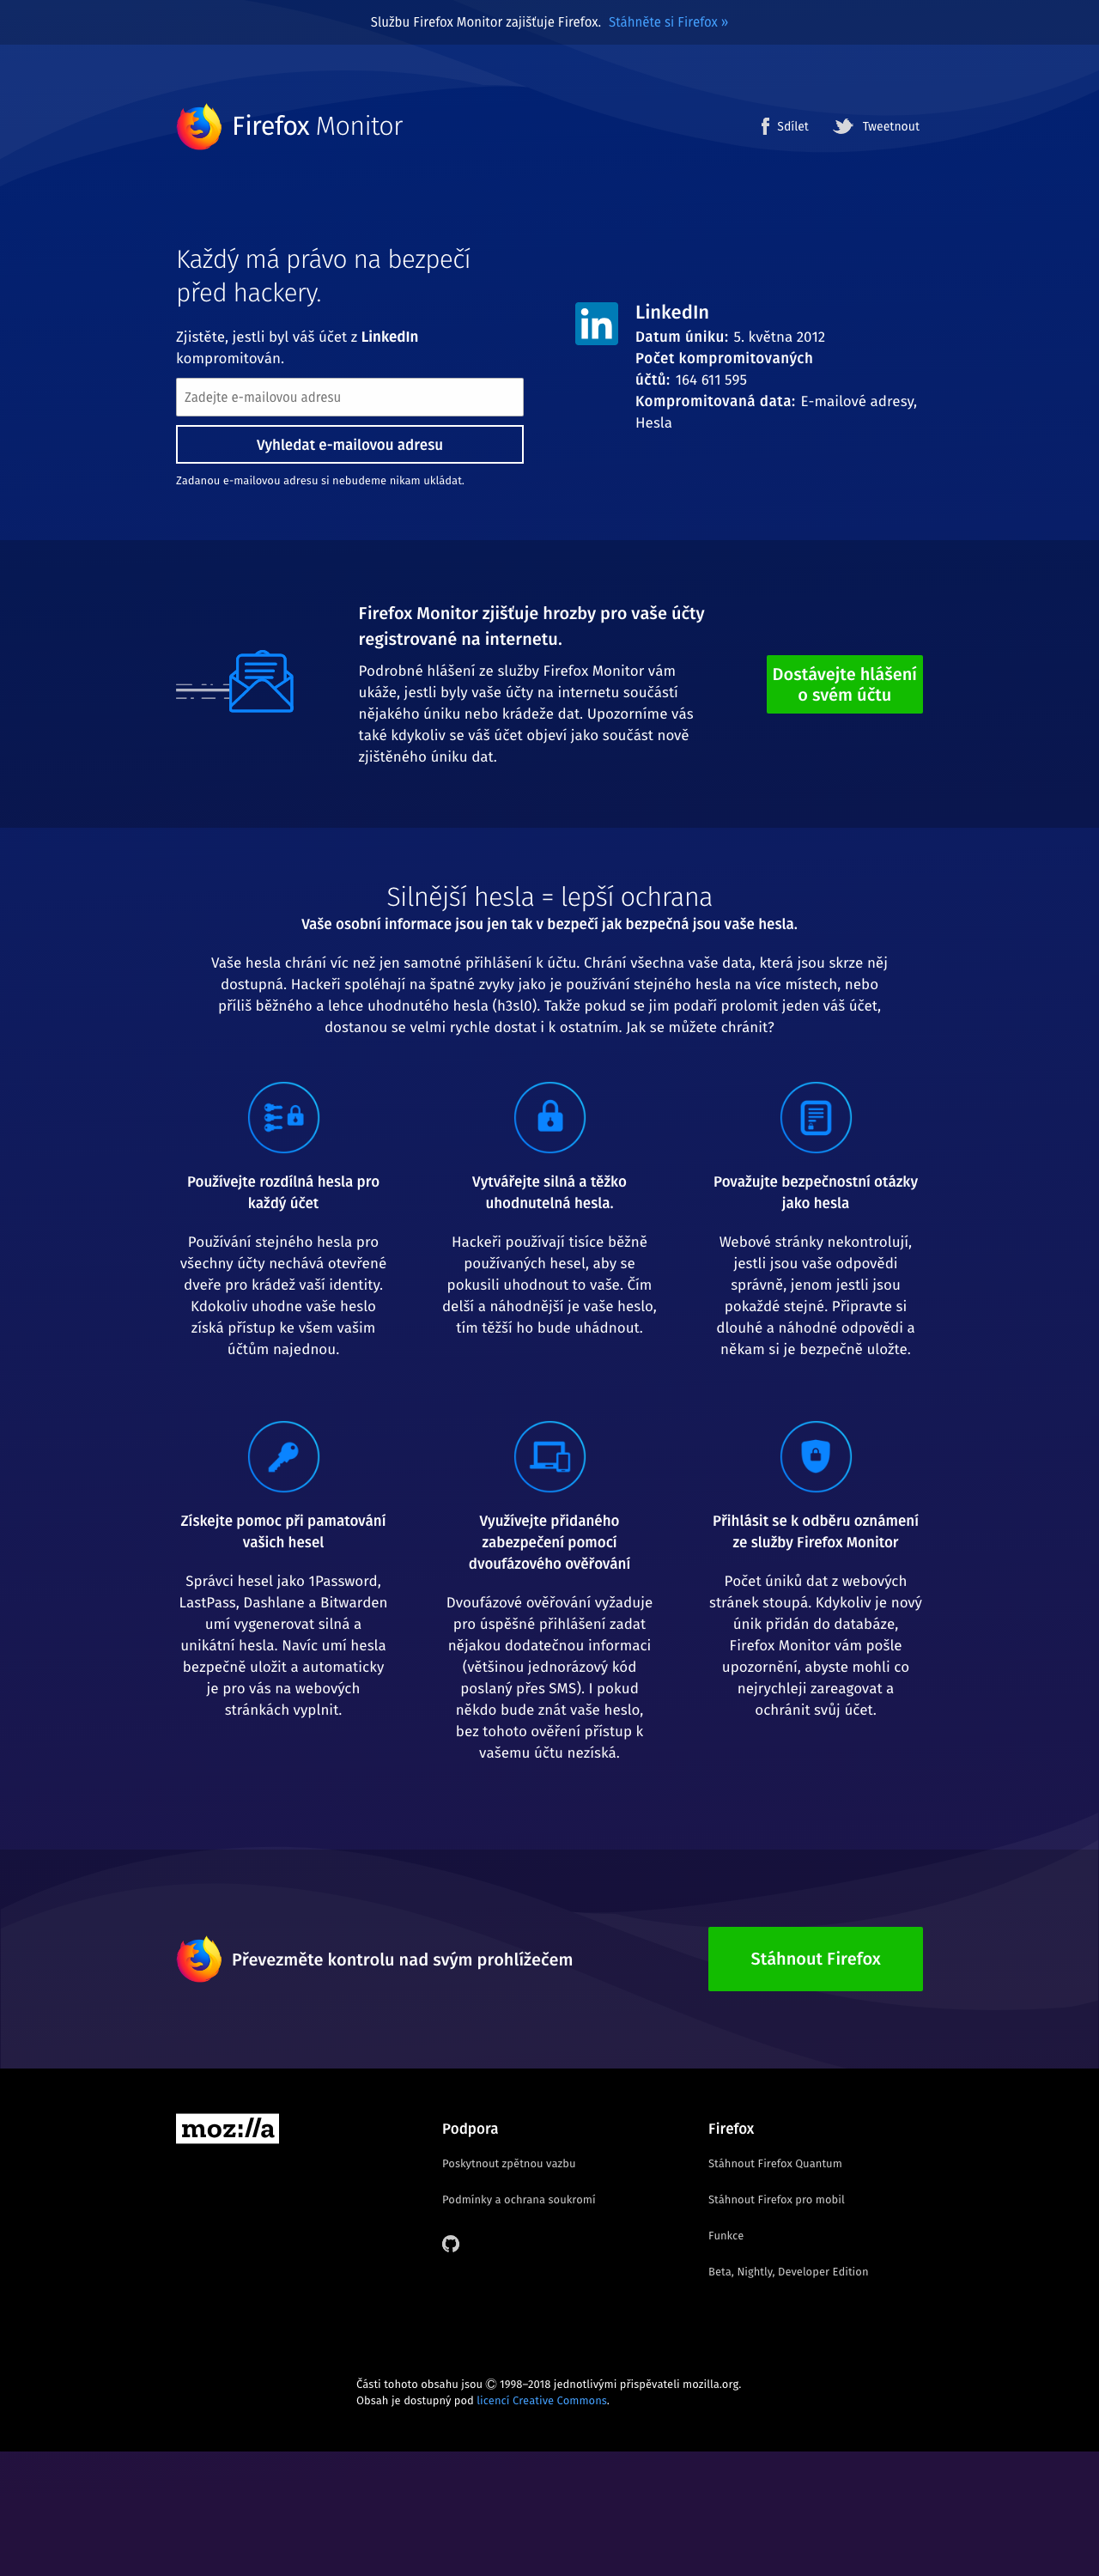 Službu Firefox Monitor zajišťuje Firefox. Stáhněte si Firefox »
Firefox Monitor
Sdílet
Tweetnout
Každý má právo na bezpečí
před hackery.
Zjistěte, jestli byl váš účet z LinkedIn
kompromitován.
Zadejte e-mailovou adresu
Vyhledat e-mailovou adresu
Zadanou e-mailovou adresu si nebudeme nikam ukládat.
in
LinkedIn
Datum úniku: 5. května 2012
Počet kompromitovaných
účtů: 164 611 595
Kompromitovaná data: E-mailové adresy,
Hesla
Firefox Monitor zjišťuje hrozby pro vaše účty
registrované na internetu.
Podrobné hlášení ze služby Firefox Monitor vám
ukáže, jestli byly vaše účty na internetu součástí
nějakého úniku nebo krádeže dat. Upozorníme vás
také kdykoliv se váš účet objeví jako součást nově
zjištěného úniku dat.
Dostávejte hlášení
o svém účtu
Silnější hesla = lepší ochrana
Vaše osobní informace jsou jen tak v bezpečí jak bezpečná jsou vaše hesla.
Vaše hesla chrání víc než jen samotné přihlášení k účtu. Chrání všechna vaše data, která jsou skrze něj
dostupná. Hackeři spoléhají na špatné zvyky jako je používání stejného hesla na více místech, nebo
příliš běžného a lehce uhodnutého hesla (h3sl0). Takže pokud se jim podaří prolomit jeden váš účet,
dostanou se velmi rychle dostat i k ostatním. Jak se můžete chránit?
Používejte rozdílná hesla pro
každý účet
Používání stejného hesla pro
všechny účty nechává otevřené
dveře pro krádež vaší identity.
Kdokoliv uhodne vaše heslo
získá přístup ke všem vašim
účtům najednou.
Vytvářejte silná a těžko
uhodnutelná hesla.
Hackeři používají tisíce běžně
používaných hesel, aby se
pokusili uhodnout to vaše. Čím
delší a náhodnější je vaše heslo,
tím těžší ho bude uhádnout.
Považujte bezpečnostní otázky
jako hesla
Webové stránky nekontrolují,
jestli jsou vaše odpovědi
správně, jenom jestli jsou
pokaždé stejné. Připravte si
dlouhé a náhodné odpovědi a
někam si je bezpečně uložte.
Získejte pomoc při pamatování
vašich hesel
Správci hesel jako 1Password,
LastPass, Dashlane a Bitwarden
umí vygenerovat silná a
unikátní hesla. Navíc umí hesla
bezpečně uložit a automaticky
je pro vás na webových
stránkách vyplnit.
Využívejte přidaného
zabezpečení pomocí
dvoufázového ověřování
Dvoufázové ověřování vyžaduje
pro úspěšné přihlášení zadat
nějakou dodatečnou informaci
(většinou jednorázový kód
poslaný přes SMS). I pokud
někdo bude znát vaše heslo,
bez tohoto ověření přístup k
vašemu účtu nezíská.
Přihlásit se k odběru oznámení
ze služby Firefox Monitor
Počet úniků dat z webových
stránek stoupá. Kdykoliv je nový
únik přidán do databáze,
Firefox Monitor vám pošle
upozornění, abyste mohli co
nejrychleji zareagovat a
ochránit svůj účet.
Převezměte kontrolu nad svým prohlížečem
Stáhnout Firefox
moz://a
Podpora
Poskytnout zpětnou vazbu
Podmínky a ochrana soukromí
Firefox
Stáhnout Firefox Quantum
Stáhnout Firefox pro mobil
Funkce
Beta, Nightly, Developer Edition
Části tohoto obsahu jsou © 1998–2018 jednotlivými přispěvateli mozilla.org.
Obsah je dostupný pod licencí Creative Commons.